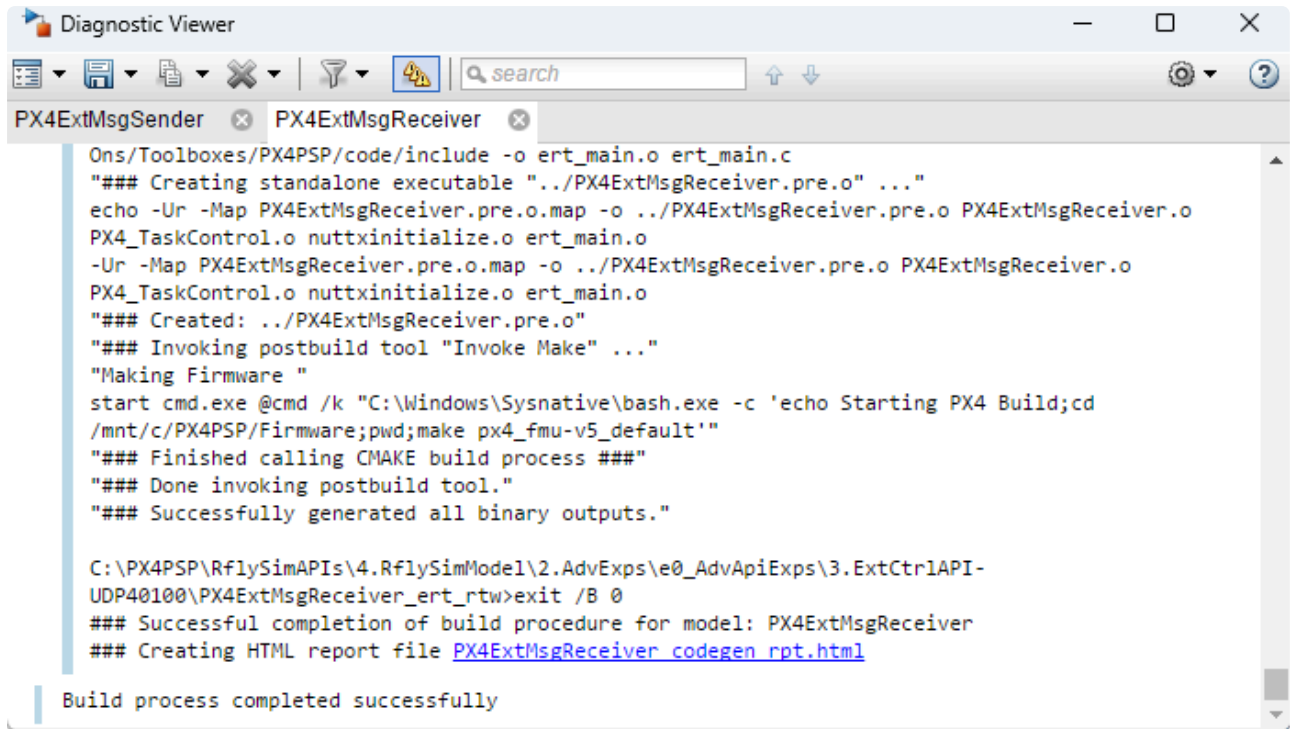 Diagnostic Viewer
search
PX4ExtMsgSender PX4ExtMsgReceiver
Ons/Toolboxes/PX4PSP/code/include -o ert_main.o ert_main.c
"### Creating standalone executable "../PX4ExtMsgReceiver.pre.o" ..."
echo -Ur -Map PX4ExtMsgReceiver.pre.o.map -o ../PX4ExtMsgReceiver.pre.o PX4ExtMsgReceiver.o
PX4_TaskControl.o nuttxinitialize.o ert_main.o
-Ur -Map PX4ExtMsgReceiver.pre.o.map -o ../PX4ExtMsgReceiver.pre.o PX4ExtMsgReceiver.o
PX4_TaskControl.o nuttxinitialize.o ert_main.o
"### Created: ../PX4ExtMsgReceiver.pre.o"
"### Invoking postbuild tool "Invoke Make" ..."
"Making Firmware "
start cmd.exe @cmd /k "C:\Windows\Sysnative\bash.exe -c 'echo Starting PX4 Build;cd
/mnt/c/PX4PSP/Firmware;pwd;make px4_fmu-v5_default'"
"### Finished calling CMAKE build process ###"
"### Done invoking postbuild tool."
"### Successfully generated all binary outputs."
C:\PX4PSP\RflySimAPIs\4.RflySimModel\2.AdvExps\e0_AdvApiExps\3.ExtCtrlAPI-
UDP40100\PX4ExtMsgReceiver_ert_rtw>exit /B 0
### Successful completion of build procedure for model: PX4ExtMsgReceiver
### Creating HTML report file PX4ExtMsgReceiver_codegen_rpt.html
Build process completed successfully